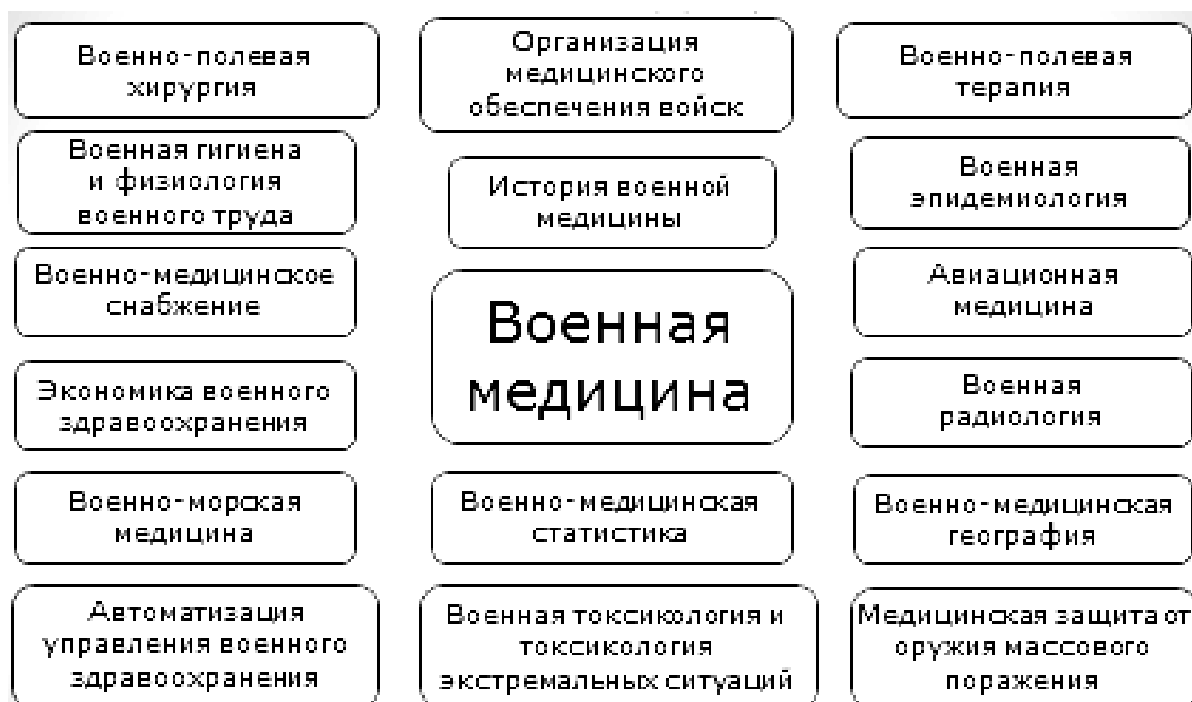 Военно-полевая
хирургия
Организация
медицинского
обеспечения войск
Военно-полевая
терапия
Военная гигиена
и физиология
военного труда
История военной
медицины
Военная
эпидемиология
Военно-медицинское
снабжение
Военная
медицина
Авиационная
медицина
Экономика военного
здравоохранения
Военная
радиология
Военно-морская
медицина
Военно-медицинская
статистика
Военно-медицинская
география
Автоматизация
управления военного
здравоохранения
Военная токсикология и
токсикология
экстремальных ситуаций
Медицинская защита от
оружия массового
поражения